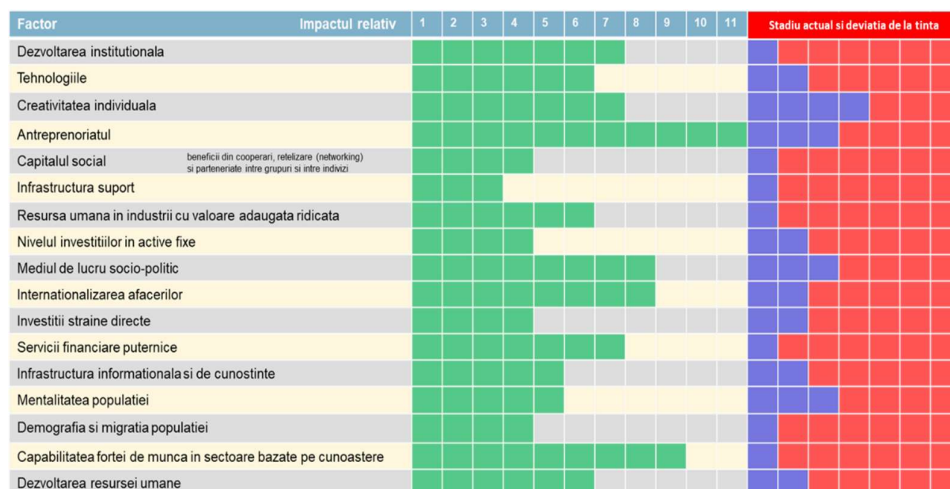 Factor Impactul relativ 1 2 3 4 5 6 7 8 9 10 11 Stadiu actual si deviatia de la tinta
Dezvoltarea institutionala
Tehnologiile
Creativitatea individuala
Antreprenoriatul
Capitalul social beneficii din cooperari, retelizare (networking)
si parteneriate intre grupuri si intre indivizi
Infrastructura suport
Resursa umana in industrii cu valoare adaugata ridicata
Nivelul investitiilor in active fixe
Mediul de lucru socio-politic
Internationalizarea afacerilor
Investitii straine directe
Servicii financiare puternice
Infrastructura informationala si de cunostinte
Mentalitatea populatiei
Demografia si migratia populatiei
Capabilitatea fortei de munca in sectoare bazate pe cunoastere
Dezvoltarea resursei umane